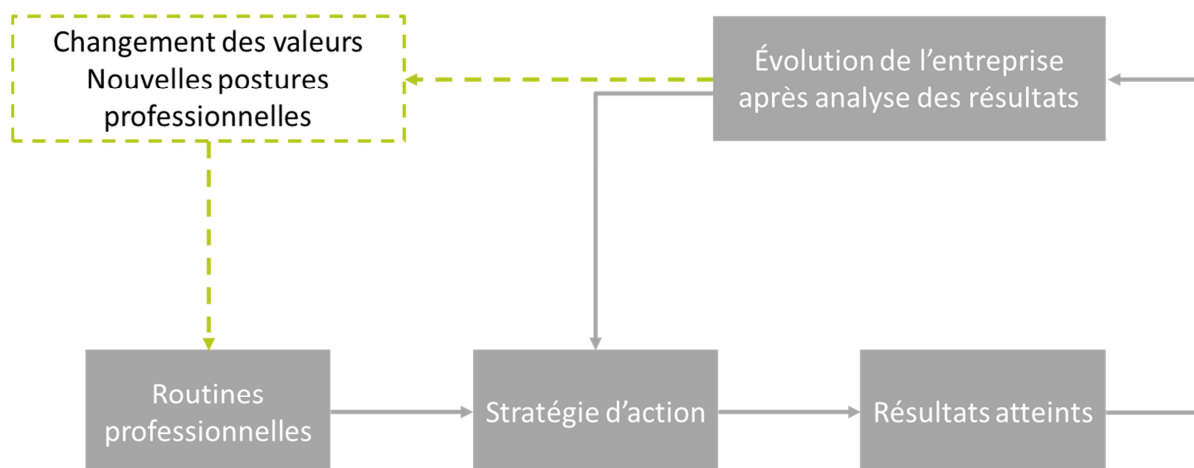 Changement des valeurs
Nouvelles postures
professionnelles
Évolution de l’entreprise
après analyse des résultats
Routines
professionnelles
Stratégie d’action
Résultats atteints